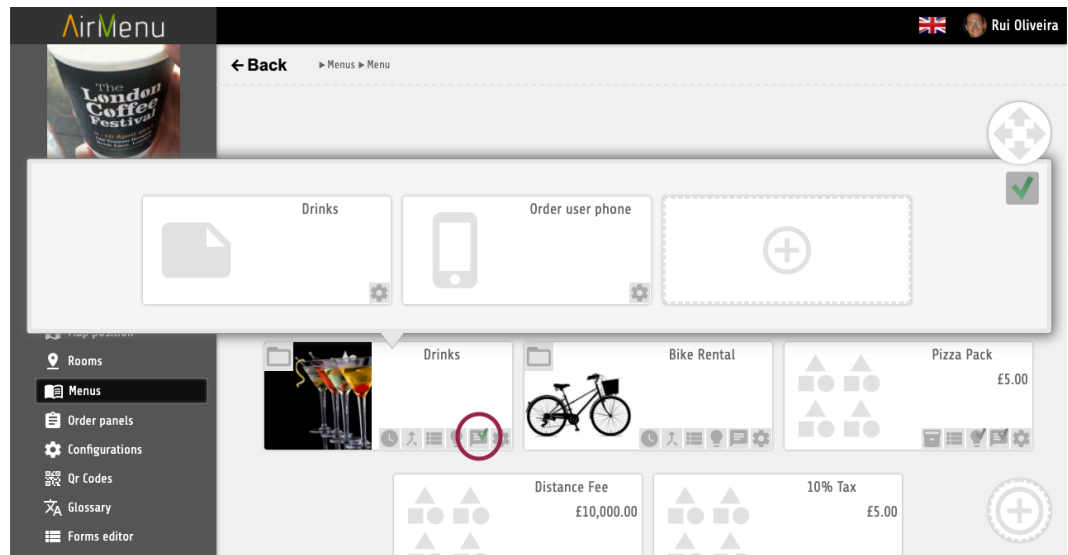 AirMenu
Rui Oliveira
The
London
Coffee
Festival
Back
▶ Menus ▶ Menu
Drinks
Order user phone
Map position
Rooms
Menus
Order panels
Configurations
Qr Codes
Glossary
Forms editor
Drinks
Bike Rental
Pizza Pack
£5.00
Distance Fee
£10,000.00
10% Tax
£5.00